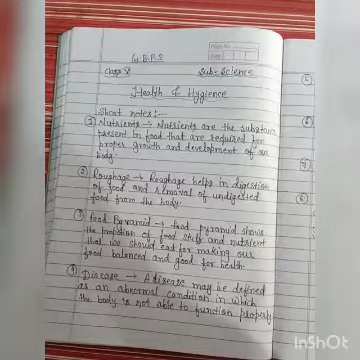 G.B.P.S
Page No.
Date
Class 5
Sub- Science
Health & Hygience
Short notes:-
① Nutrients → Nutrients are the substance
present in food that are required for
proper growth and development of our
body.
② Roughage → Roughage helps in digestion
of food and removal of undigested
food from the body.
③ Food Pyramid → food pyramid shows
the proportion of food stuff and nutrient
that we should eat for making our
food balanced and good for health.
④ Disease → A disease may be defined
as an abnormal condition in which
the body is not able to function properly